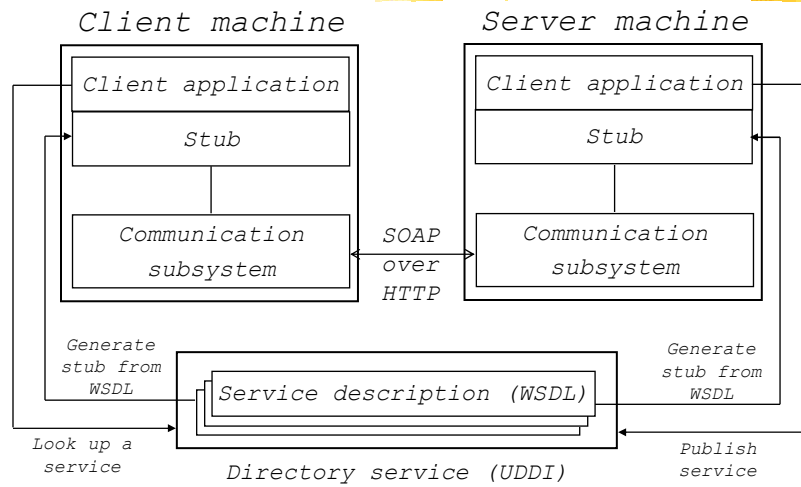 Client machine
Server machine
Client application
Stub
Communication
subsystem
SOAP
over
HTTP
Client application
Stub
Communication
subsystem
Generate
stub from
WSDL
Service description (WSDL)
Generate
stub from
WSDL
Look up a
service
Directory service (UDDI)
Publish
service